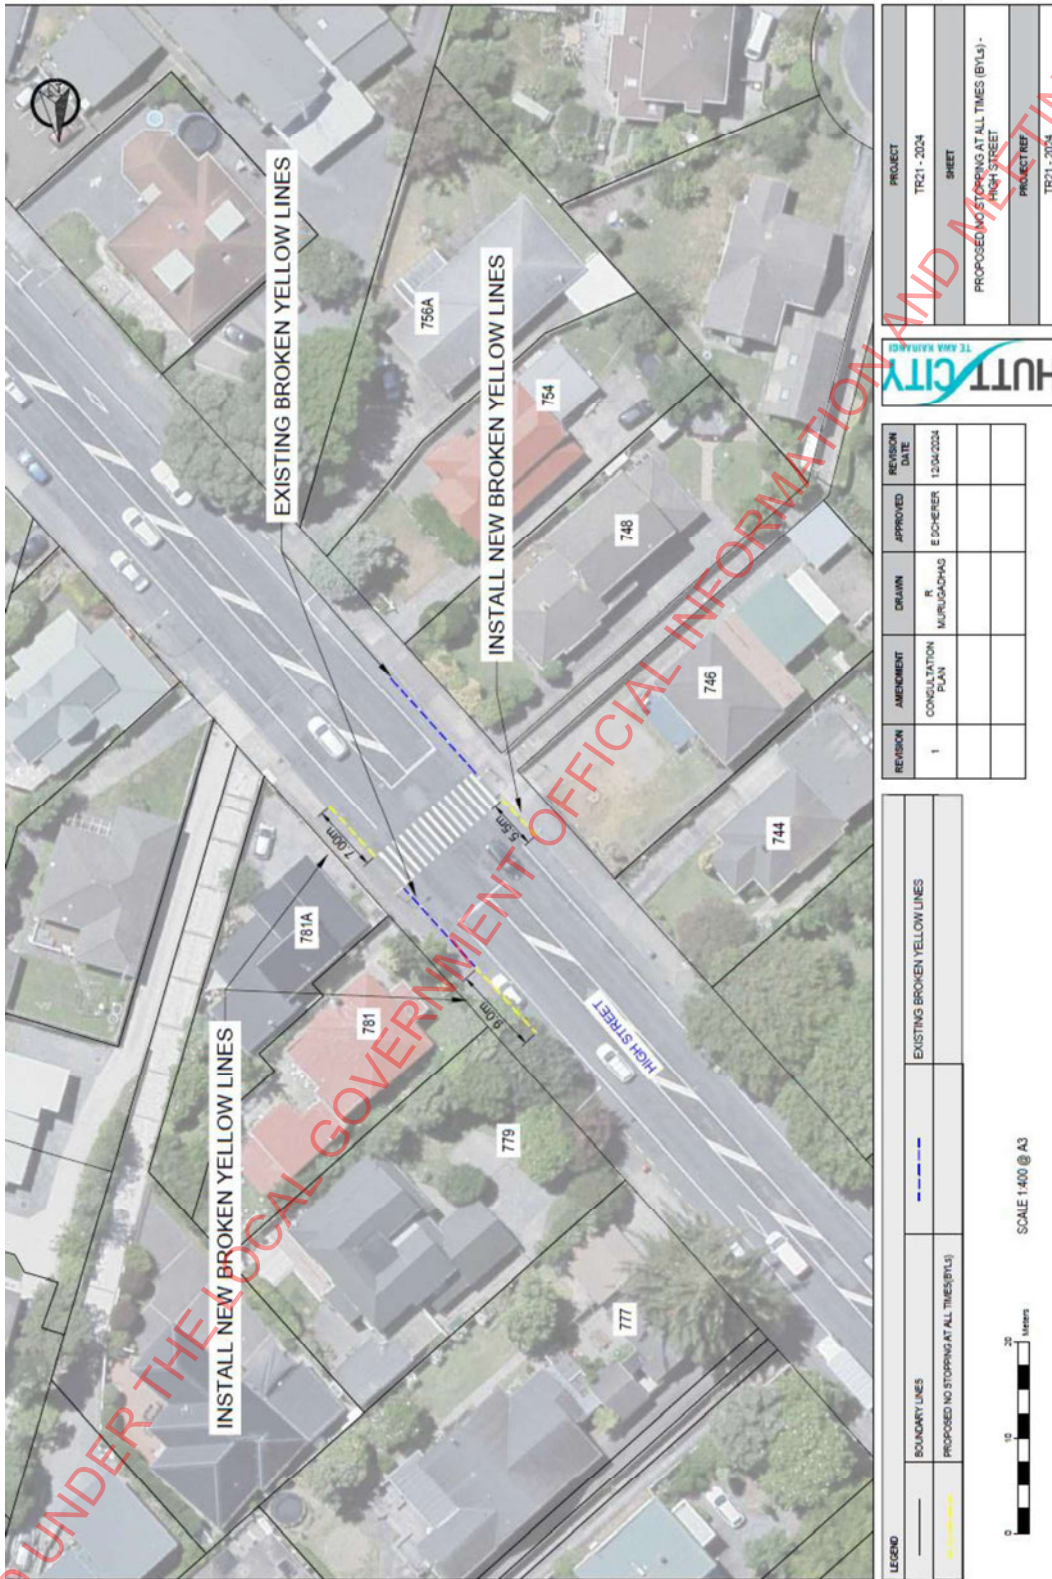 EXISTING BROKEN YELLOW LINES
INSTALL NEW BROKEN YELLOW LINES
INSTALL NEW BROKEN YELLOW LINES
756A
754
748
746
744
781A
781
779
777
7.00m
5.5m
9.0m
HIGH STREET
UNDER THE LOCAL GOVERNMENT OFFICIAL INFORMATION AND
LEGEND
BOUNDARY LINES
EXISTING BROKEN YELLOW LINES
PROPOSED NO STOPPING AT ALL TIMES(BYLs)
0 10 20
Meters
SCALE 1:400 @ A3
REVISION AMENDMENT DRAWN APPROVED REVISION DATE
1 CONSULTATION PLAN R MURUGADHAS E SCHERER 12/04/2024
HUTT CITY
TE AWA KAIRANGI
PROJECT
TR21 - 2024
SHEET
PROPOSED NO STOPPING AT ALL TIMES (BYLs) -
HIGH STREET
PROJECT REF
TR21 - 2024